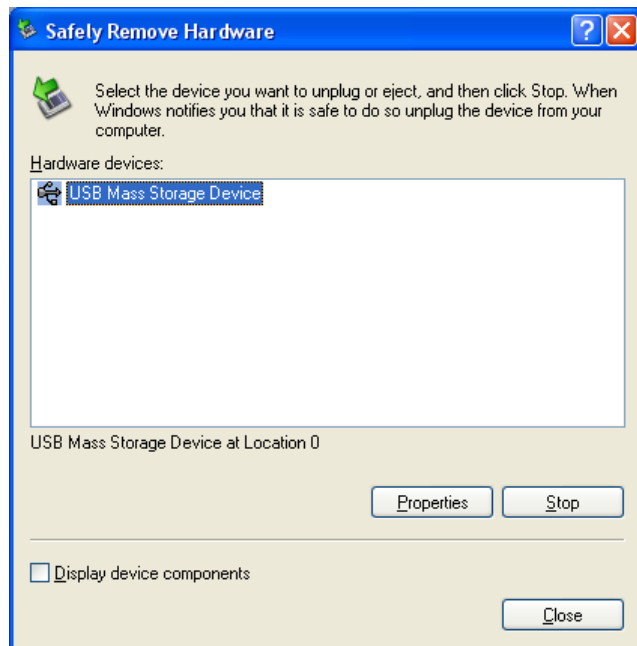 Safely Remove Hardware
Select the device you want to unplug or eject, and then click Stop. When
Windows notifies you that it is safe to do so unplug the device from your
computer.
Hardware devices:
USB Mass Storage Device
USB Mass Storage Device at Location 0
Properties Stop
Display device components
Close